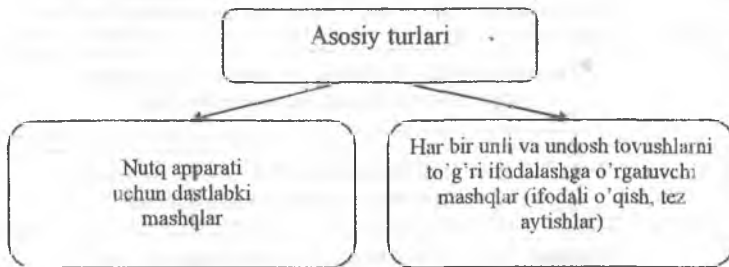 Asosiy turlari
Nutq apparati
uchun dastlabki
mashqlar
Har bir unli va undosh tovushlarni
to`g`ri ifodalashga o`rgatuvchi
mashqlar (ifodali o`qish, tez
aytishlar)